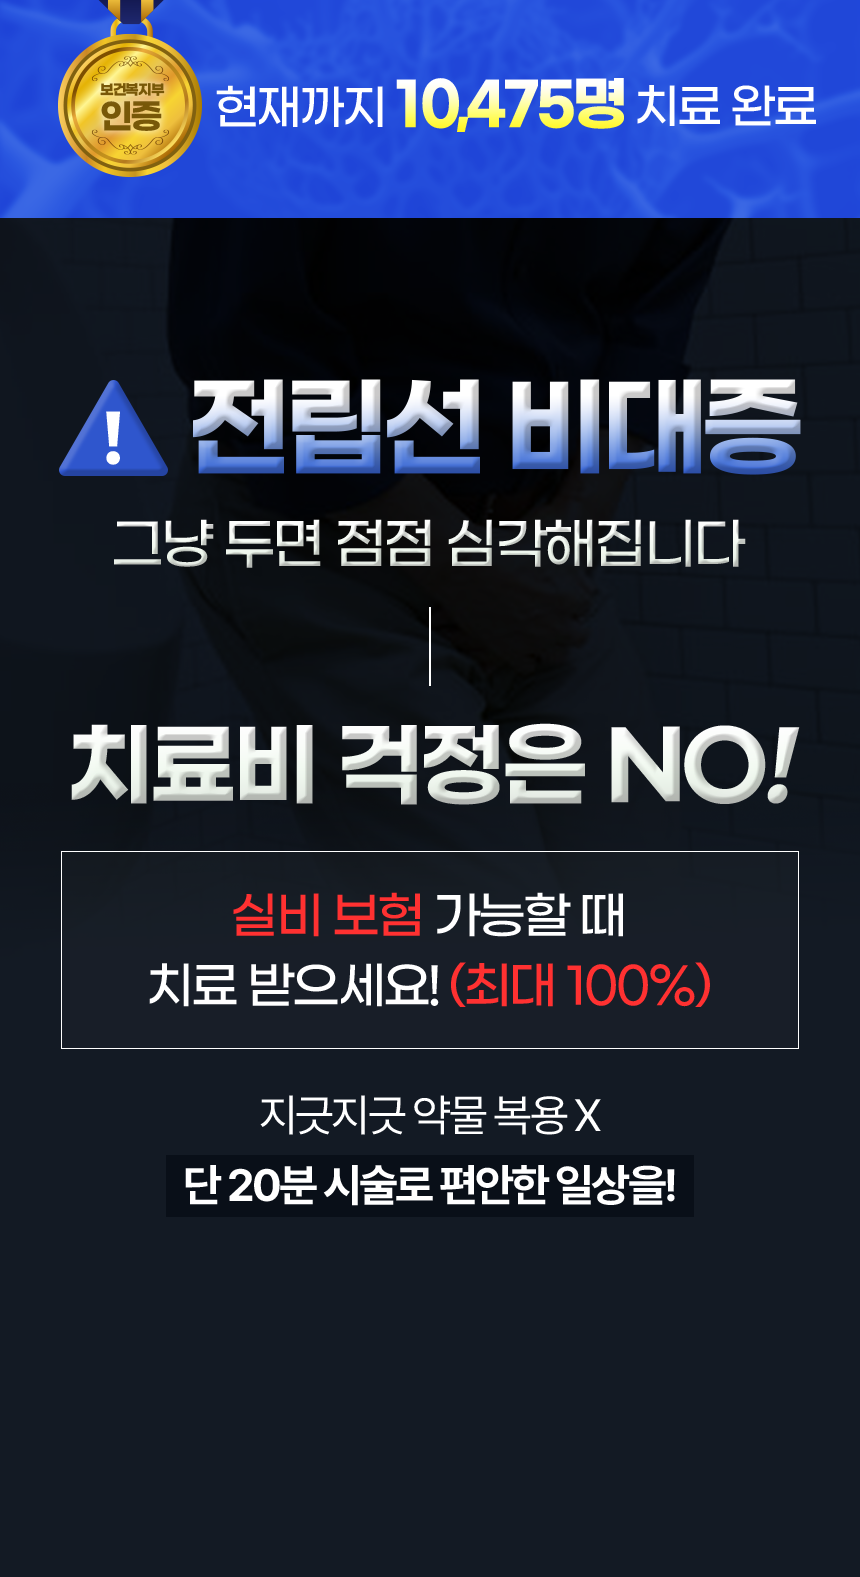 보건복지부
인증
현재까지 10,475명 치료 완료
! 전립선 비대증
그냥 두면 점점 심각해집니다
치료비 걱정은 NO!
실비 보험 가능할 때
치료 받으세요! (최대 100%)
지긋지긋 약물 복용 X
단 20분 시술로 편안한 일상을!